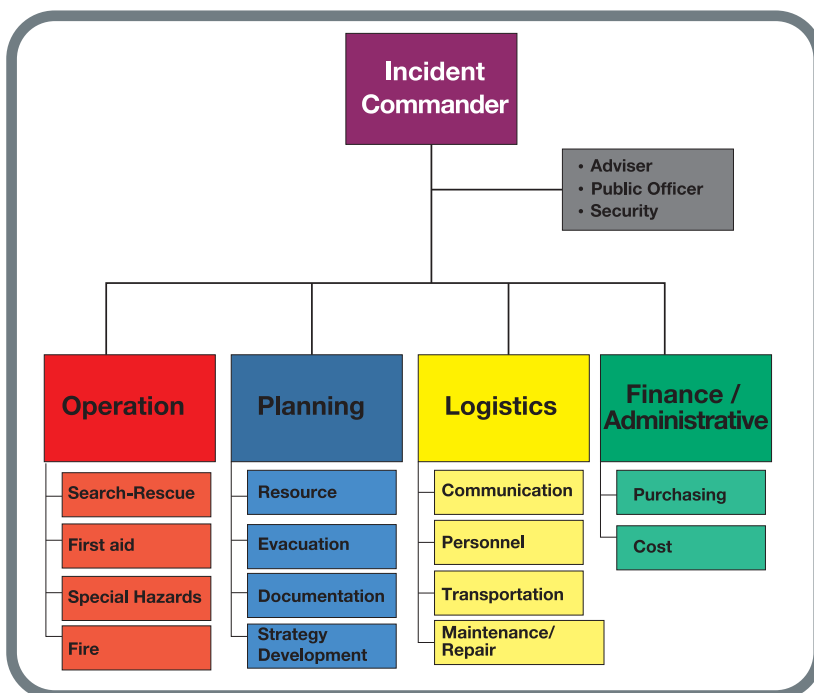 Incident
Commander
• Adviser
• Public Officer
• Security
Operation
Search-Rescue
First aid
Special Hazards
Fire
Planning
Resource
Evacuation
Documentation
Strategy
Development
Logistics
Communication
Personnel
Transportation
Maintenance/
Repair
Finance /
Administrative
Purchasing
Cost